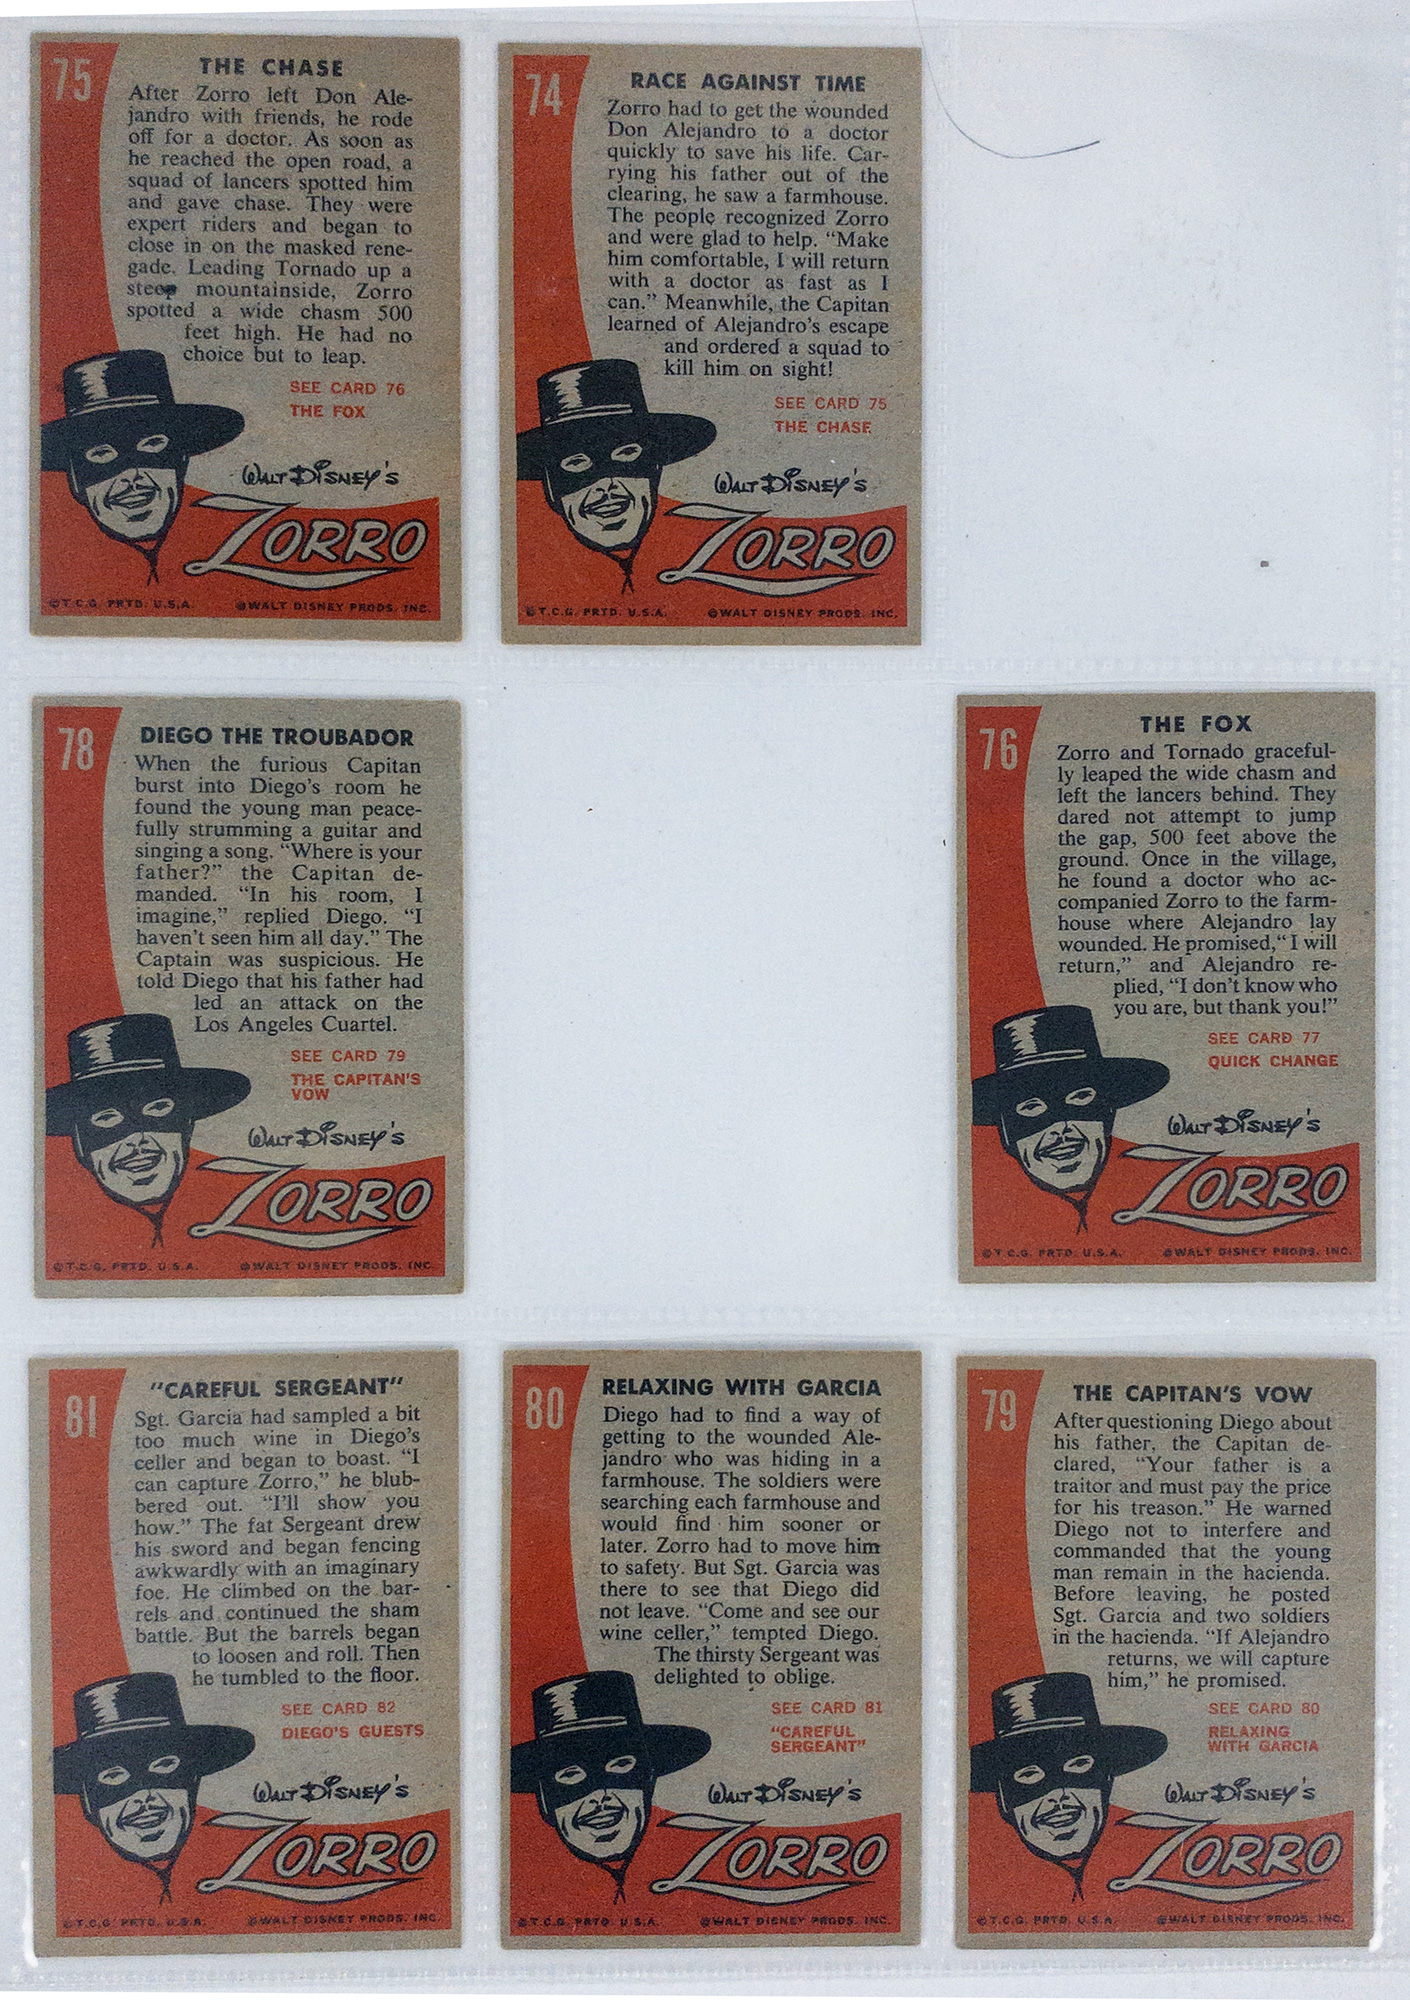 75
THE CHASE
After Zorro left Don Ale-
jandro with friends, he rode
off for a doctor. As soon as
he reached the open road, a
squad of lancers spotted him
and gave chase. They were
expert riders and began to
close in on the masked rene-
gade. Leading Tornado up a
steep mountainside, Zorro
spotted a wide chasm 500
feet high. He had no
choice but to leap.
SEE CARD 76
THE FOX
WALT DISNEY'S
ZORRO
©T.C.G. PRTD. U.S.A. ©WALT DISNEY PRODS. INC.
74
RACE AGAINST TIME
Zorro had to get the wounded
Don Alejandro to a doctor
quickly to save his life. Car-
rying his father out of the
clearing, he saw a farmhouse.
The people recognized Zorro
and were glad to help. “Make
him comfortable, I will return
with a doctor as fast as I
can.” Meanwhile, the Capitan
learned of Alejandro's escape
and ordered a squad to
kill him on sight!
SEE CARD 75
THE CHASE
WALT DISNEY'S
ZORRO
©T.C.G. PRTD. U.S.A. ©WALT DISNEY PRODS. INC.
78
DIEGO THE TROUBADOR
When the furious Capitan
burst into Diego's room he
found the young man peace-
fully strumming a guitar and
singing a song. “Where is your
father?” the Capitan de-
manded. “In his room, I
imagine,” replied Diego. “I
haven't seen him all day.” The
Captain was suspicious. He
told Diego that his father had
led an attack on the
Los Angeles Cuartel.
SEE CARD 79
THE CAPITAN'S
VOW
WALT DISNEY'S
ZORRO
©T.C.G. PRTD. U.S.A. ©WALT DISNEY PRODS. INC.
76
THE FOX
Zorro and Tornado graceful-
ly leaped the wide chasm and
left the lancers behind. They
dared not attempt to jump
the gap, 500 feet above the
ground. Once in the village,
he found a doctor who ac-
companied Zorro to the farm-
house where Alejandro lay
wounded. He promised,“ I will
return,” and Alejandro re-
plied, “I don't know who
you are, but thank you!”
SEE CARD 77
QUICK CHANGE
WALT DISNEY'S
ZORRO
©T.C.G. PRTD. U.S.A. ©WALT DISNEY PRODS. INC.
81
“CAREFUL SERGEANT”
Sgt. Garcia had sampled a bit
too much wine in Diego's
celler and began to boast. “I
can capture Zorro,” he blub-
bered out. “I'll show you
how.” The fat Sergeant drew
his sword and began fencing
awkwardly with an imaginary
foe. He climbed on the bar-
rels and continued the sham
battle. But the barrels began
to loosen and roll. Then
he tumbled to the floor.
SEE CARD 82
DIEGO'S GUESTS
WALT DISNEY'S
ZORRO
©T.C.G. PRTD. U.S.A. ©WALT DISNEY PRODS. INC.
80
RELAXING WITH GARCIA
Diego had to find a way of
getting to the wounded Ale-
jandro who was hiding in a
farmhouse. The soldiers were
searching each farmhouse and
would find him sooner or
later. Zorro had to move him
to safety. But Sgt. Garcia was
there to see that Diego did
not leave. “Come and see our
wine celler,” tempted Diego.
The thirsty Sergeant was
delighted to oblige.
SEE CARD 81
“CAREFUL
SERGEANT”
WALT DISNEY'S
ZORRO
©T.C.G. PRTD. U.S.A. ©WALT DISNEY PRODS. INC.
79
THE CAPITAN'S VOW
After questioning Diego about
his father, the Capitan de-
clared, “Your father is a
traitor and must pay the price
for his treason.” He warned
Diego not to interfere and
commanded that the young
man remain in the hacienda.
Before leaving, he posted
Sgt. Garcia and two soldiers
in the hacienda. “If Alejandro
returns, we will capture
him,” he promised.
SEE CARD 80
RELAXING
WITH GARCIA
WALT DISNEY'S
ZORRO
©T.C.G. PRTD. U.S.A. ©WALT DISNEY PRODS. INC.